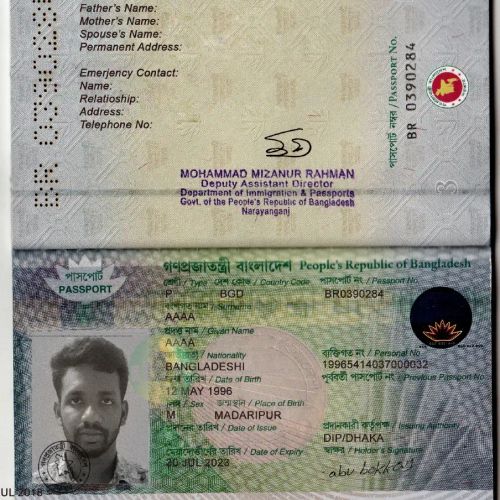 Father's Name:
Mother's Name:
Spouse's Name:
Permanent Address:
Emerjency Contact:
Name:
Relatioship:
Address:
Telephone No:
MOHAMMAD MIZANUR RAHMAN
Deputy Assistant Director
Department of Immigration & Passports
Govt. of the People's Republic of Bangladesh
Narayanganj
পাসপোর্ট নম্বর / PASSPORT No.
BR 0390284
গণপ্রজাতন্ত্রী বাংলাদেশ People's Republic of Bangladesh
পাসপোর্ট
PASSPORT
শ্রেণী / Type দেশ কোড / Country Code পাসপোর্ট নং / Passport No.
P BGD BR0390284
বংশগত নাম / Surname
AAAA
প্রদত্ত নাম / Given Name
AAAA
ব্যক্তিগত নং / Personal No
/ Nationality
BANGLADESHI 19965414037000032
জন্ম তারিখ / Date of Birth পূর্ববর্তী পাসপোর্ট নং / Previous Passport No.
12 MAY 1996
লিঙ্গ / Sex জন্মস্থান / Place of Birth
M MADARIPUR
প্রদানের তারিখ / Date of Issue প্রদানকারী কর্তৃপক্ষ / Issuing Authority
DIP/DHAKA
মেয়াদোত্তীর্ণের তারিখ / Date of Expiry স্বাক্ষর / Holder's Signature
20 JUL 2023
abu bokkar
UL 2018